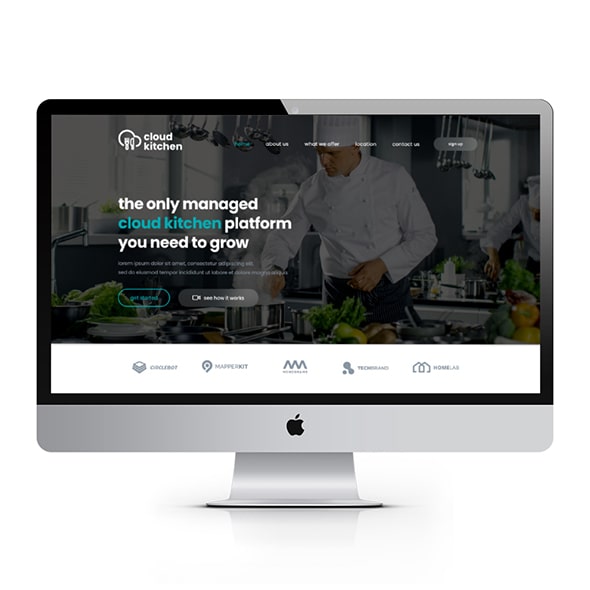 cloud
kitchen
home
about us
what we offer
location
contact us
sign up
the only managed
cloud kitchen platform
you need to grow
lorem ipsum dolor sit amet, consectetur adipiscing elit,
sed do eiusmod tempor incididunt ut labore et dolore magna aliqua
get started
see how it works
CIRCLEBOT
MAPPERKIT
TECHBRAND
HOMELAB